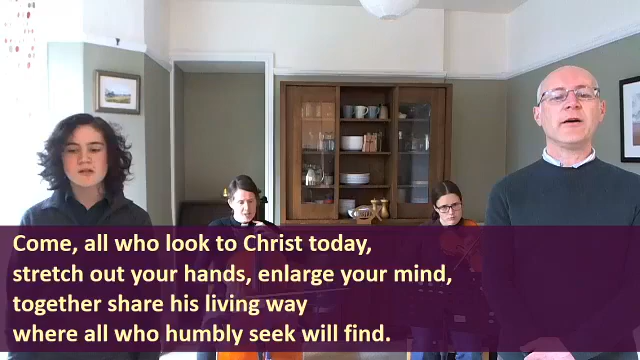 Come, all who look to Christ today,
stretch out your hands, enlarge your mind,
together share his living way
where all who humbly seek will find.